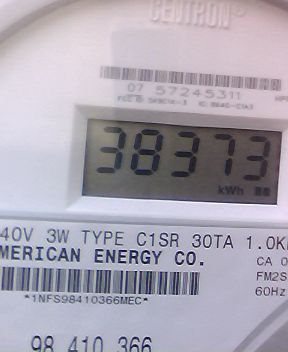 CENTRON®
07 57245311
38373
kWh
40V 3W TYPE C1SR 30TA 1.0K
MERICAN ENERGY CO.
CA 0
FM2S
60Hz
*1NFS98410366MEC*
98 410 366